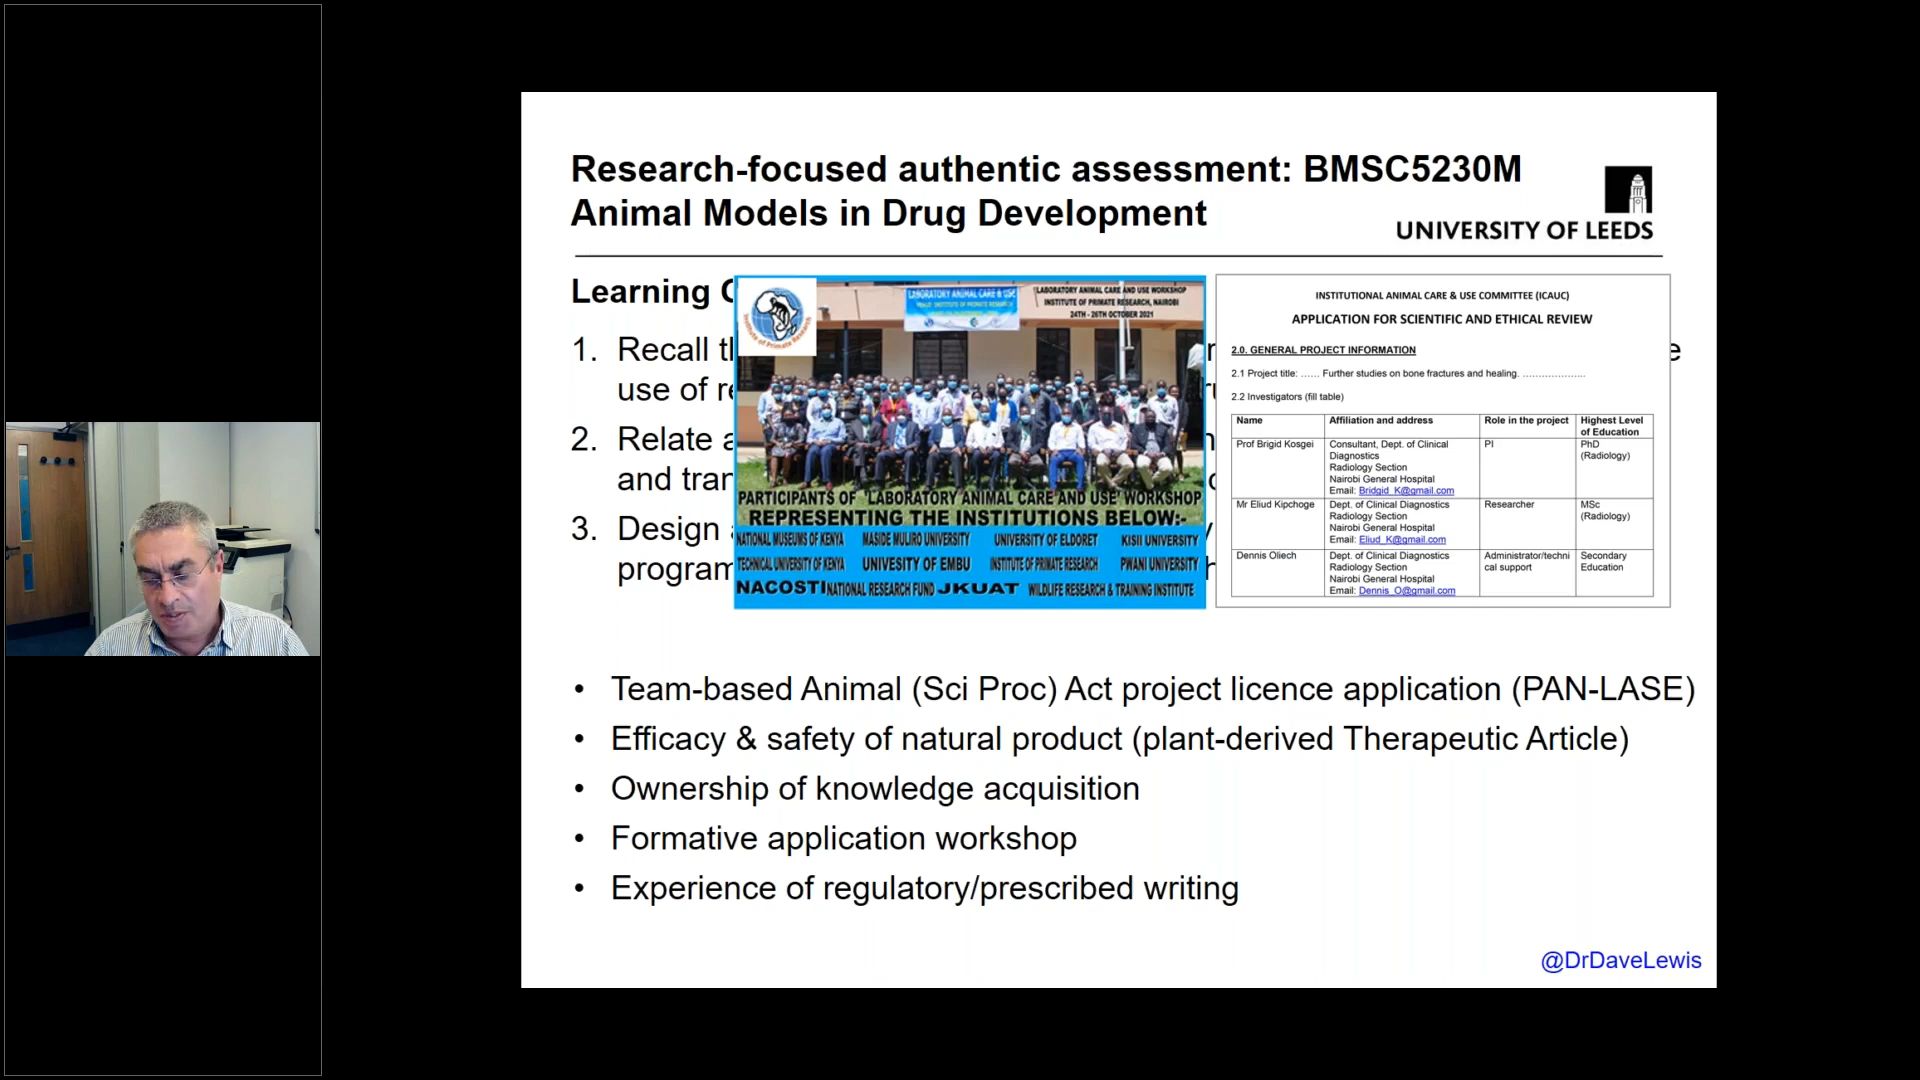 Research-focused authentic assessment: BMSC5230M
Animal Models in Drug Development
UNIVERSITY OF LEEDS
Learning
1. Recall
use of
2. Relate
and
3. Design
Institute of Primate Research
LABORATORY ANIMAL CARE & USE
LABORATORY ANIMAL CARE AND USE WORKSHOP
INSTITUTE OF PRIMATE RESEARCH, NAIROBI
24TH - 26TH OCTOBER 2021
PARTICIPANTS OF 'LABORATORY ANIMAL CARE AND USE' WORKSHOP
REPRESENTING THE INSTITUTIONS BELOW:-
NATIONAL MUSEUMS OF KENYA MASIDE MULIRO UNIVERSITY UNIVERSITY OF ELDORET KISII UNIVERSITY
TECHNICAL UNIVERSITY OF KENYA UNIVESITY OF EMBU INSTITUTE OF PRIMATE RESEARCH PWANI UNIVERSITY
NACOSTI NATIONAL RESEARCH FUND JKUAT WILDLIFE RESEARCH & TRAINING INSTITUTE
INSTITUTIONAL ANIMAL CARE & USE COMMITTEE (ICAUC)
APPLICATION FOR SCIENTIFIC AND ETHICAL REVIEW
2.0. GENERAL PROJECT INFORMATION
2.1 Project title: ...... Further studies on bone fractures and healing. ...................
2.2 Investigators (fill table)
Name Affiliation and address Role in the project Highest Level
of Education
Prof Brigid Kosgei Consultant, Dept. of Clinical PI PhD
Diagnostics (Radiology)
Radiology Section
Nairobi General Hospital
Email: Bridgid_K@gmail.com
Mr Eliud Kipchoge Dept. of Clinical Diagnostics Researcher MSc
Radiology Section (Radiology)
Nairobi General Hospital
Email: Eliud_K@gmail.com
Dennis Oliech Dept. of Clinical Diagnostics Administrator/techni Secondary
Radiology Section cal support Education
Nairobi General Hospital
Email: Dennis_O@gmail.com
• Team-based Animal (Sci Proc) Act project licence application (PAN-LASE)
• Efficacy & safety of natural product (plant-derived Therapeutic Article)
• Ownership of knowledge acquisition
• Formative application workshop
• Experience of regulatory/prescribed writing
@DrDaveLewis